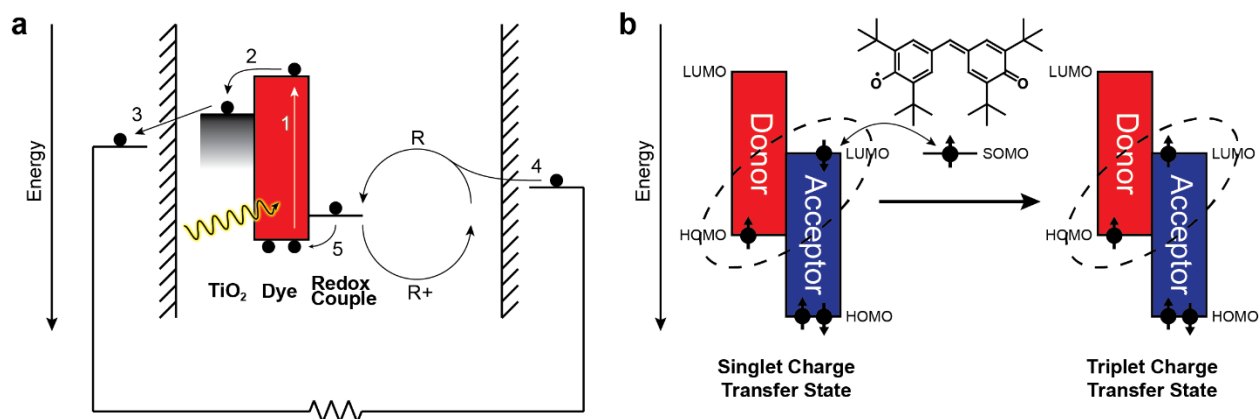 a
Energy
3
2
1
R
4
5
R+
TiO₂
Dye
Redox
Couple
b
Energy
LUMO
HOMO
Donor
Acceptor
LUMO
HOMO
O
O
SOMO
LUMO
HOMO
Donor
Acceptor
LUMO
HOMO
Singlet Charge
Transfer State
Triplet Charge
Transfer State